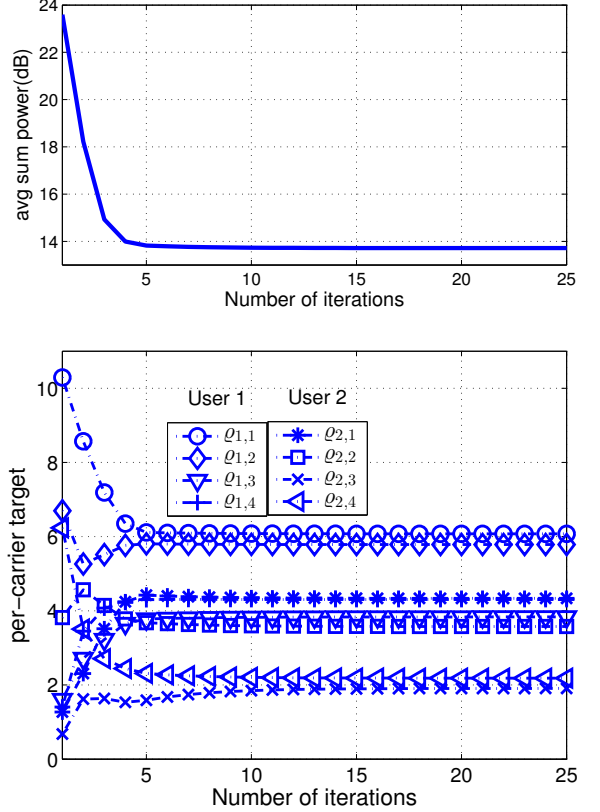 24
22
20
18
16
14
avg sum power(dB)
5 10 15 20 25
Number of iterations
10
8
6
4
2
0
per-carrier target
User 1 User 2
ϱ1,1 ϱ2,1
ϱ1,2 ϱ2,2
ϱ1,3 ϱ2,3
ϱ1,4 ϱ2,4
5 10 15 20 25
Number of iterations